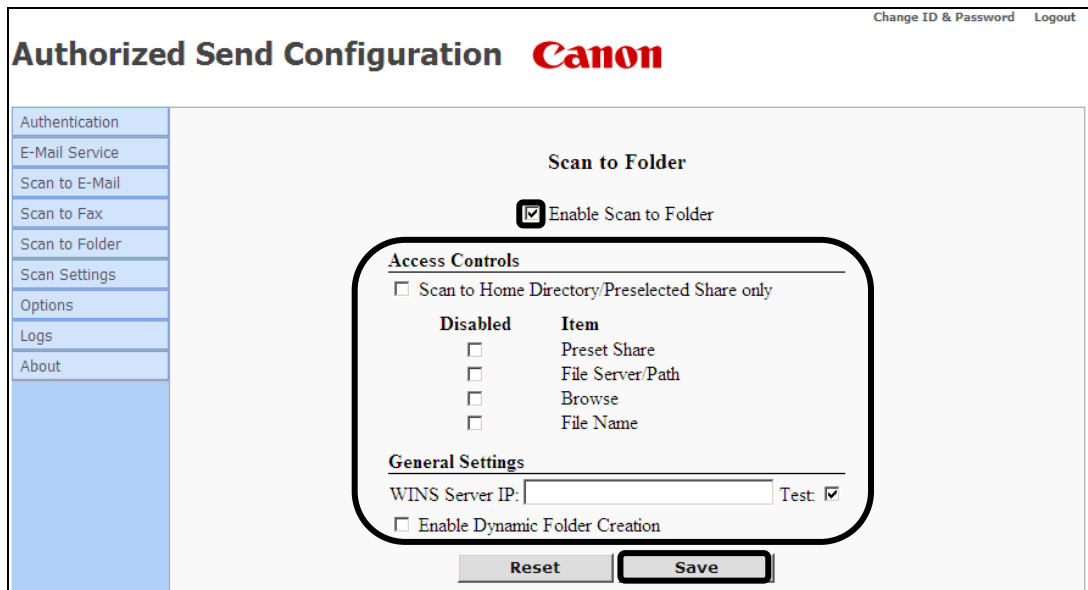 Change ID & Password Logout
Authorized Send Configuration Canon
Authentication
E-Mail Service
Scan to E-Mail
Scan to Fax
Scan to Folder
Scan Settings
Options
Logs
About
Scan to Folder
Enable Scan to Folder
Access Controls
Scan to Home Directory/Preselected Share only
Disabled Item
Preset Share
File Server/Path
Browse
File Name
General Settings
WINS Server IP: Test:
Enable Dynamic Folder Creation
Reset Save